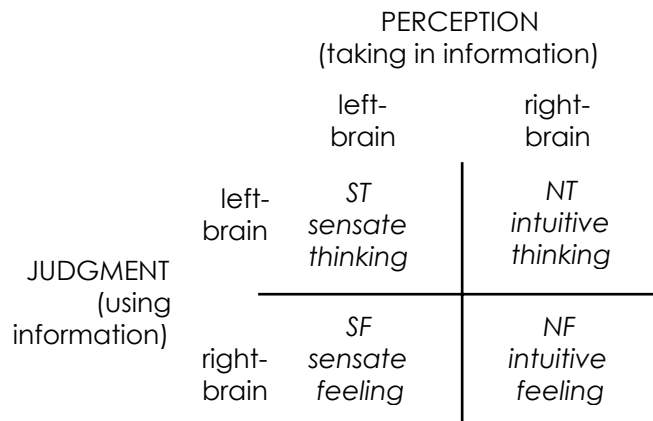 PERCEPTION
(taking in information)
left-
brain
right-
brain
left-
brain
ST
sensate
thinking
NT
intuitive
thinking
JUDGMENT
(using
information)
right-
brain
SF
sensate
feeling
NF
intuitive
feeling